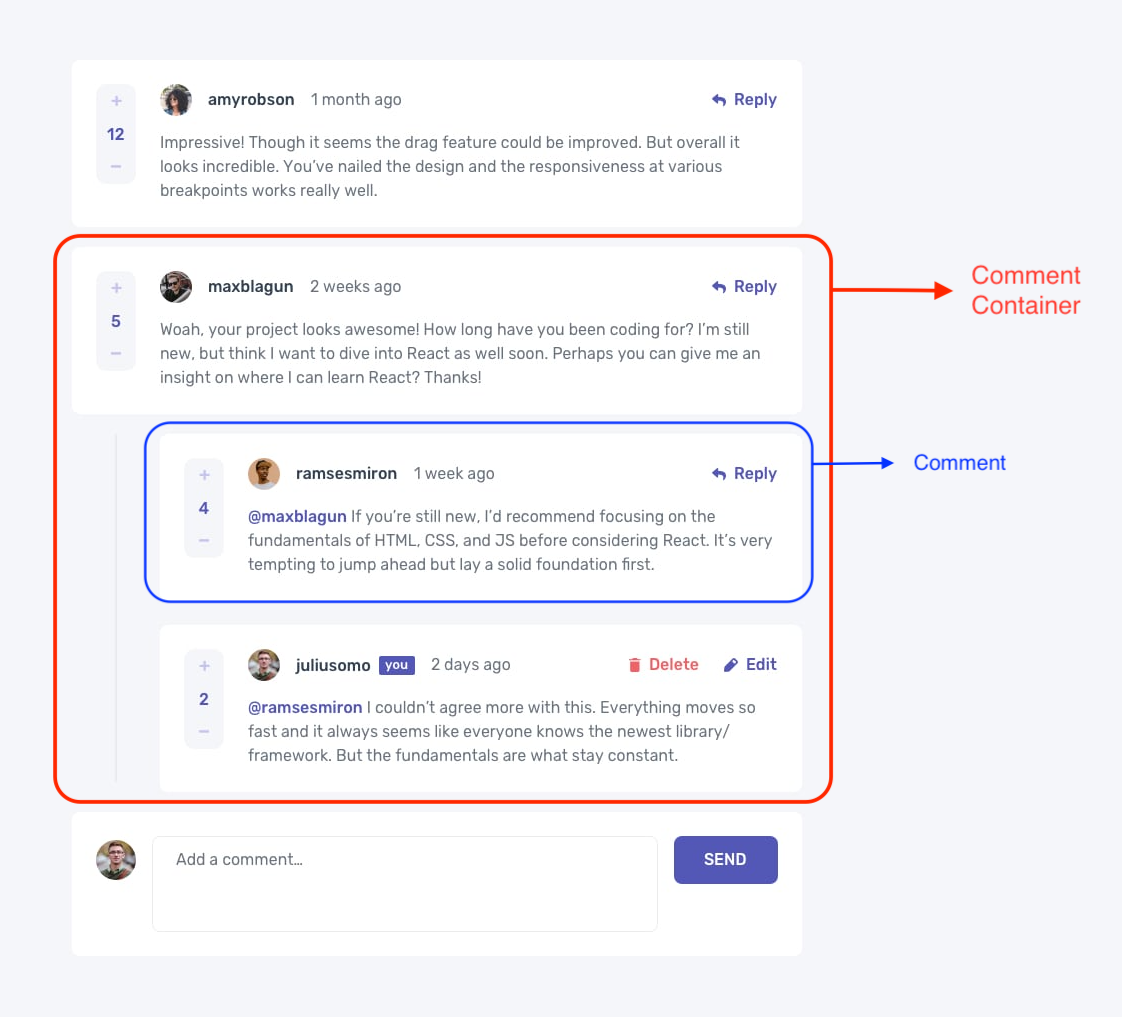 +
12
−
amyrobson 1 month ago Reply
Impressive! Though it seems the drag feature could be improved. But overall it
looks incredible. You’ve nailed the design and the responsiveness at various
breakpoints works really well.
+
5
−
maxblagun 2 weeks ago Reply
Woah, your project looks awesome! How long have you been coding for? I’m still
new, but think I want to dive into React as well soon. Perhaps you can give me an
insight on where I can learn React? Thanks!
Comment
Container
+
4
−
ramsesmiron 1 week ago Reply
@maxblagun If you’re still new, I’d recommend focusing on the
fundamentals of HTML, CSS, and JS before considering React. It’s very
tempting to jump ahead but lay a solid foundation first.
Comment
+
2
−
juliusomo you 2 days ago Delete Edit
@ramsesmiron I couldn’t agree more with this. Everything moves so
fast and it always seems like everyone knows the newest library/
framework. But the fundamentals are what stay constant.
Add a comment…
SEND